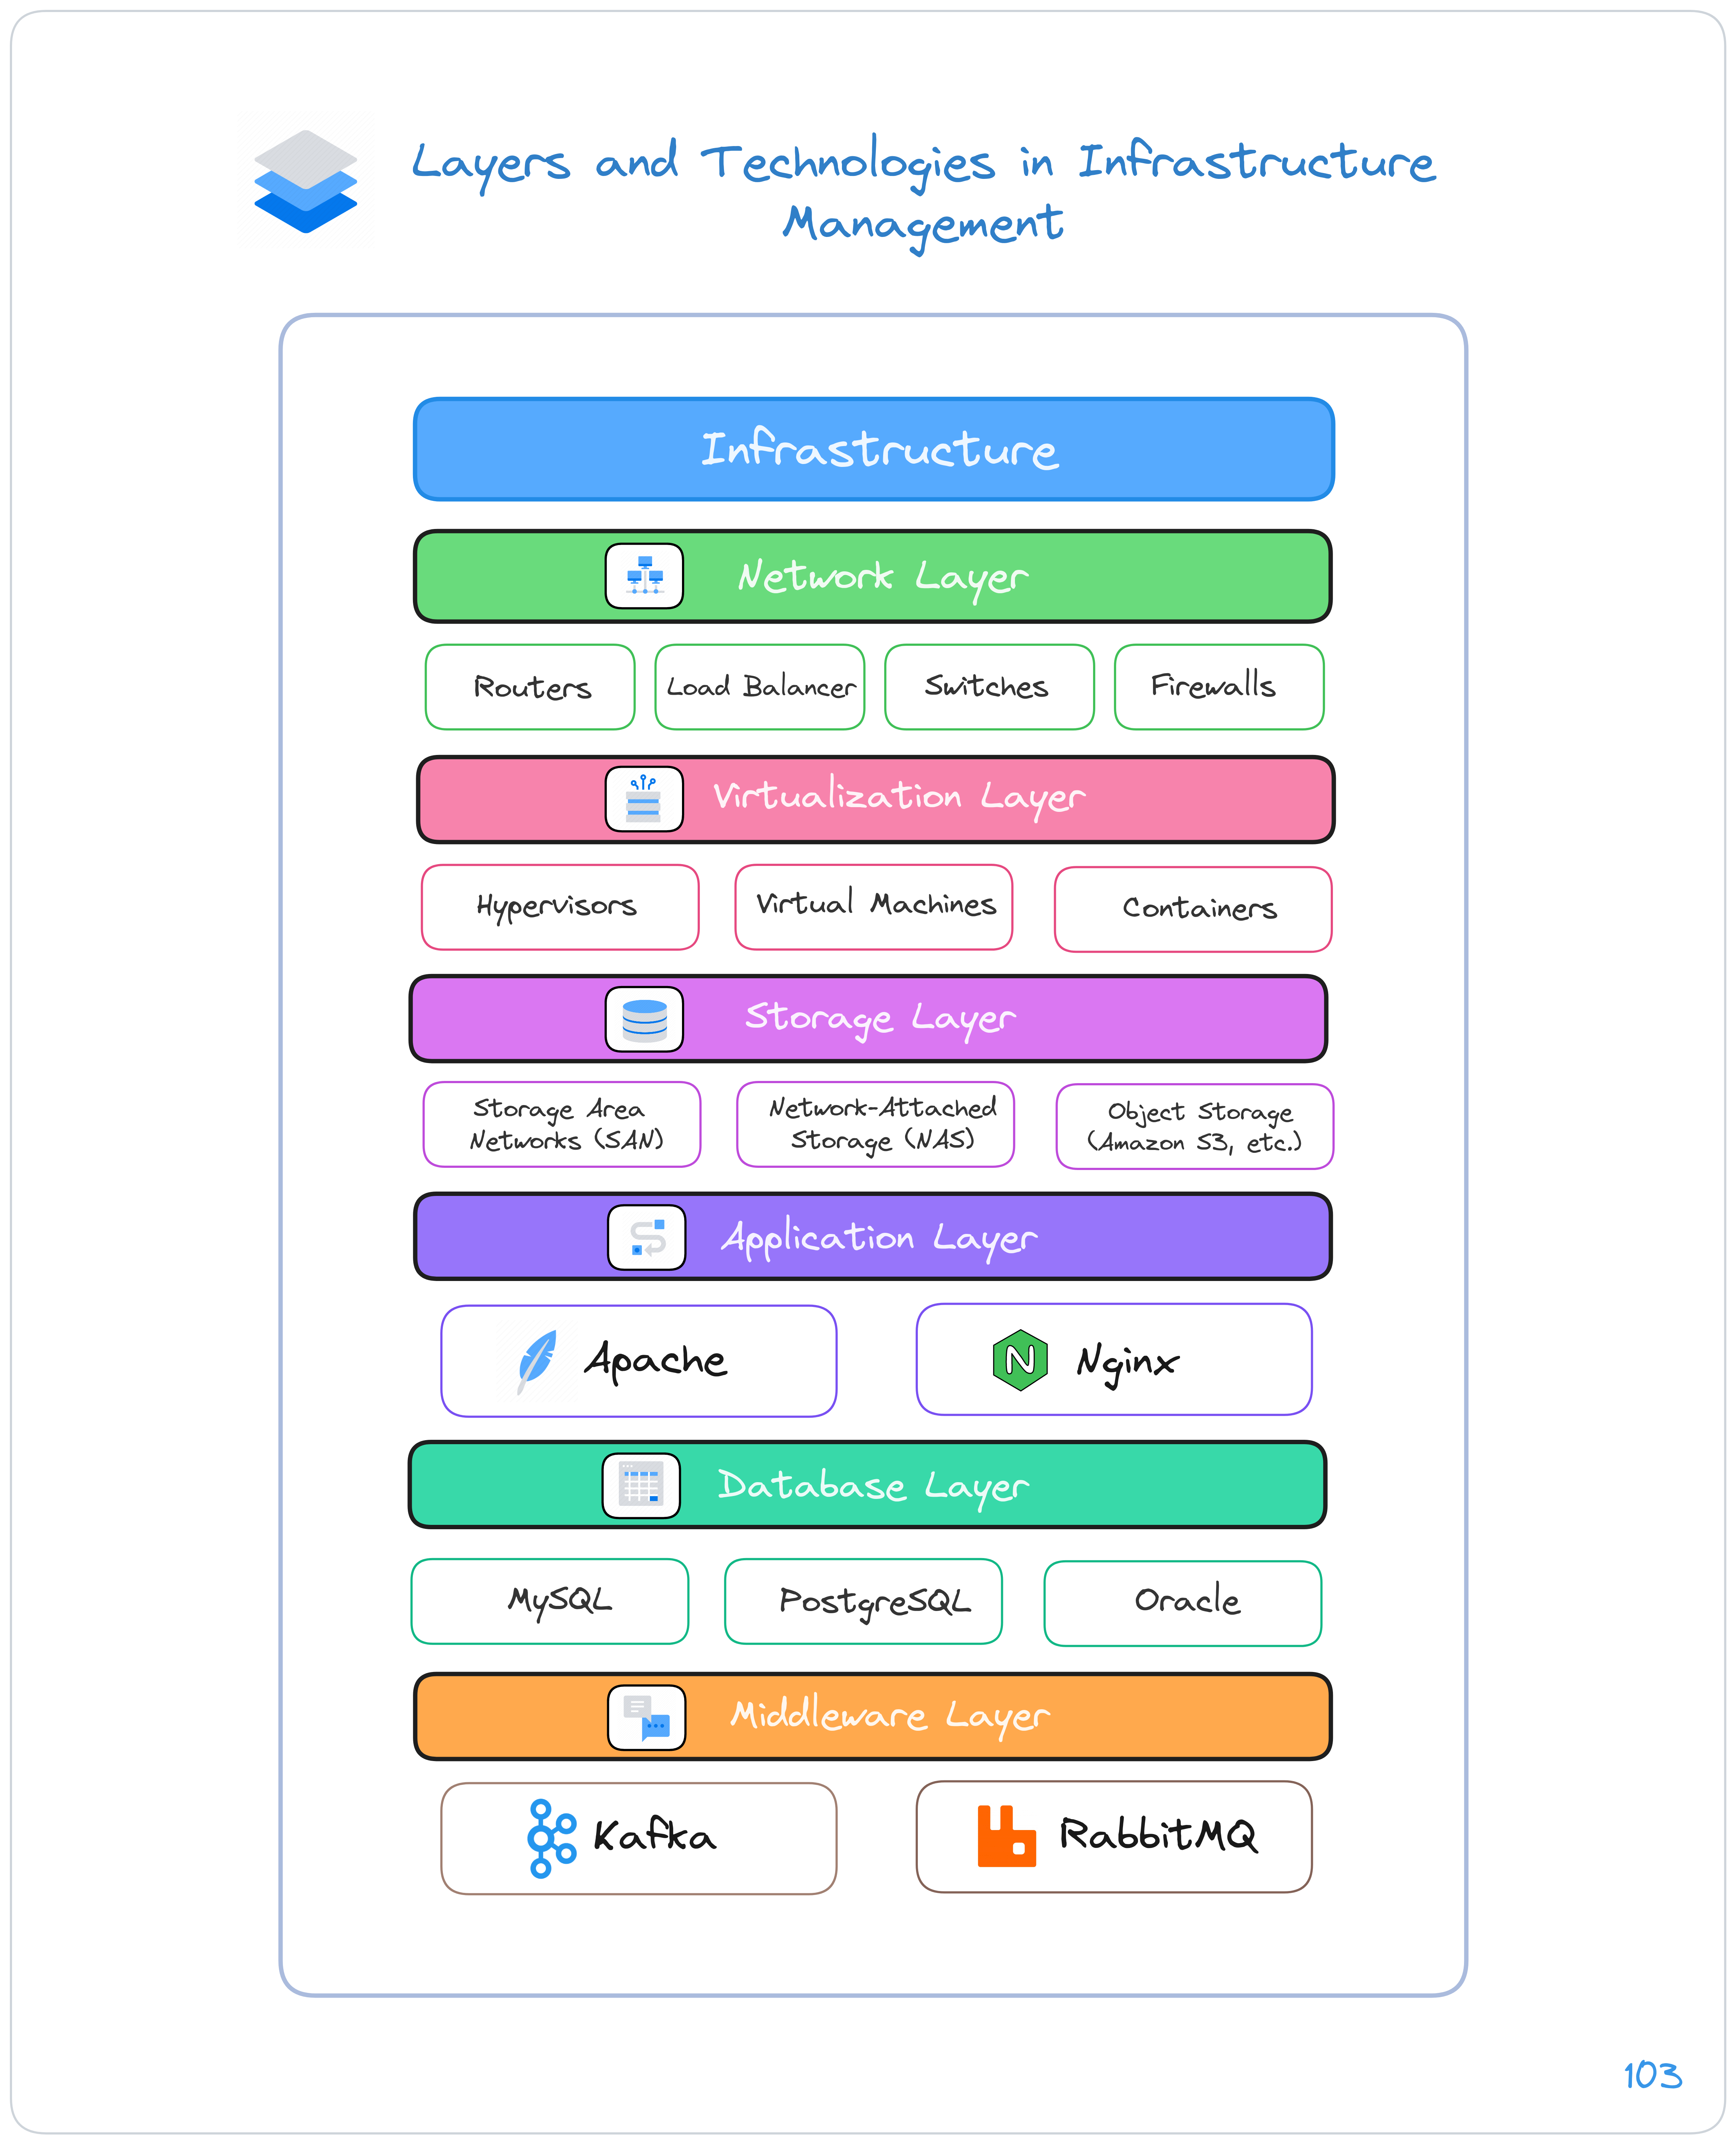 Layers and Technologies in Infrastructure
Management
Infrastructure
Network Layer
Routers
Load Balancer
Switches
Firewalls
Virtualization Layer
Hypervisors
Virtual Machines
Containers
Storage Layer
Storage Area
Networks (SAN)
Network-Attached
Storage (NAS)
Object Storage
(Amazon S3, etc.)
Application Layer
Apache
N
Nginx
Database Layer
MySQL
PostgreSQL
Oracle
Middleware Layer
Kafka
RabbitMQ
103